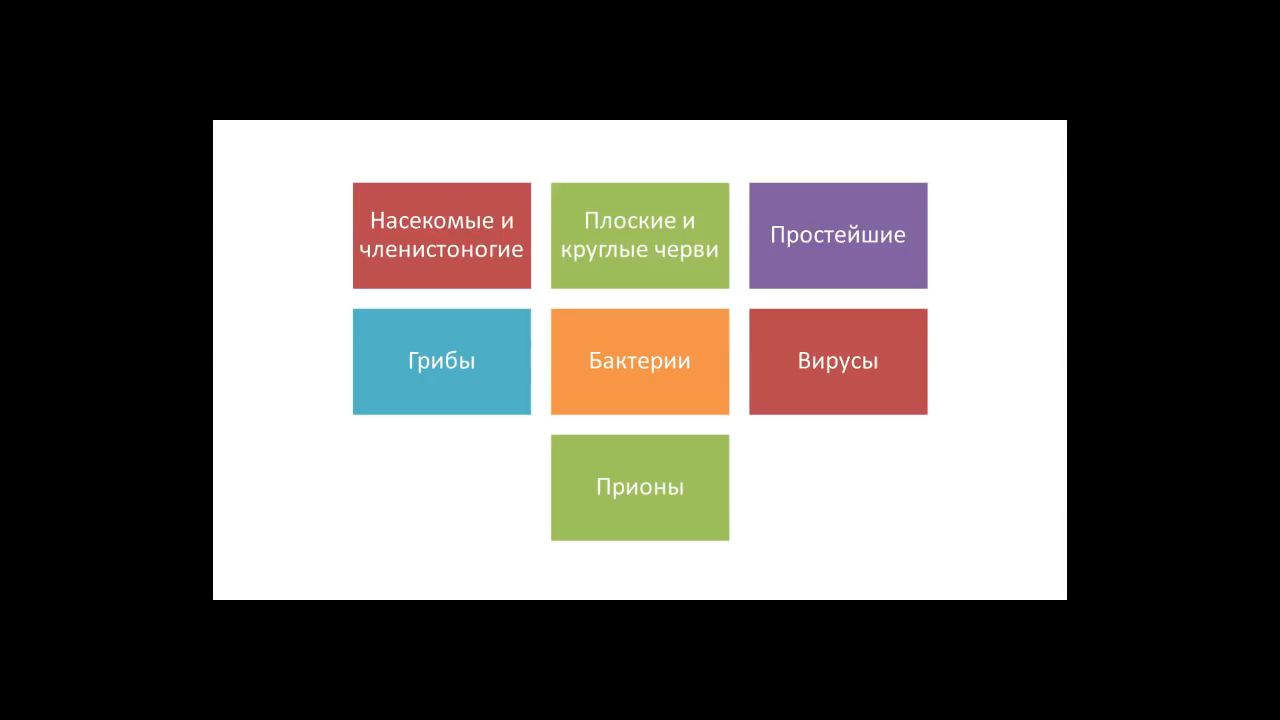 Насекомые и
членистоногие
Плоские и
круглые черви
Простейшие
Грибы
Бактерии
Вирусы
Прионы